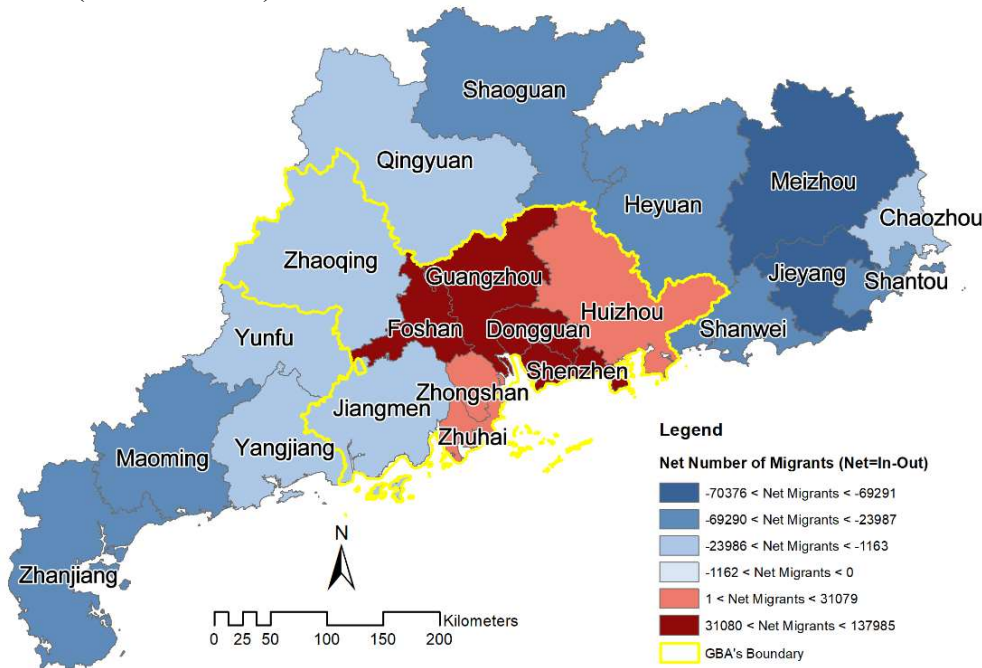 Shaoguan
Qingyuan
Meizhou
Heyuan
Chaozhou
Zhaoqing
Guangzhou
Jieyang
Shantou
Huizhou
Foshan
Dongguan
Yunfu
Shanwei
Shenzhen
Zhongshan
Jiangmen
Zhuhai
Yangjiang
Maoming
Zhanjiang
N
Kilometers
0 25 50 100 150 200
Legend
Net Number of Migrants (Net=In-Out)
-70376 < Net Migrants < -69291
-69290 < Net Migrants < -23987
-23986 < Net Migrants < -1163
-1162 < Net Migrants < 0
1 < Net Migrants < 31079
31080 < Net Migrants < 137985
GBA's Boundary